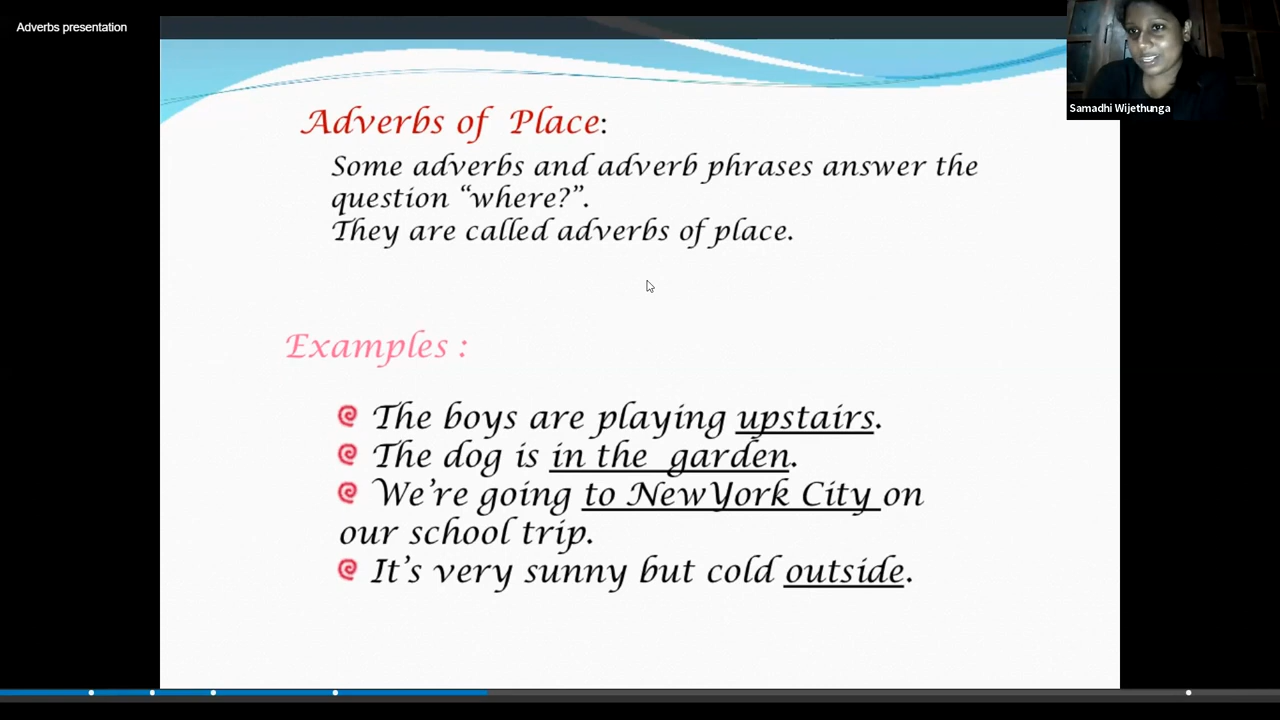 Adverbs presentation
Samadhi Wijethunga
Adverbs of Place:
Some adverbs and adverb phrases answer the
question “where?”.
They are called adverbs of place.
Examples :
The boys are playing upstairs.
The dog is in the garden.
We’re going to NewYork City on
our school trip.
It’s very sunny but cold outside.